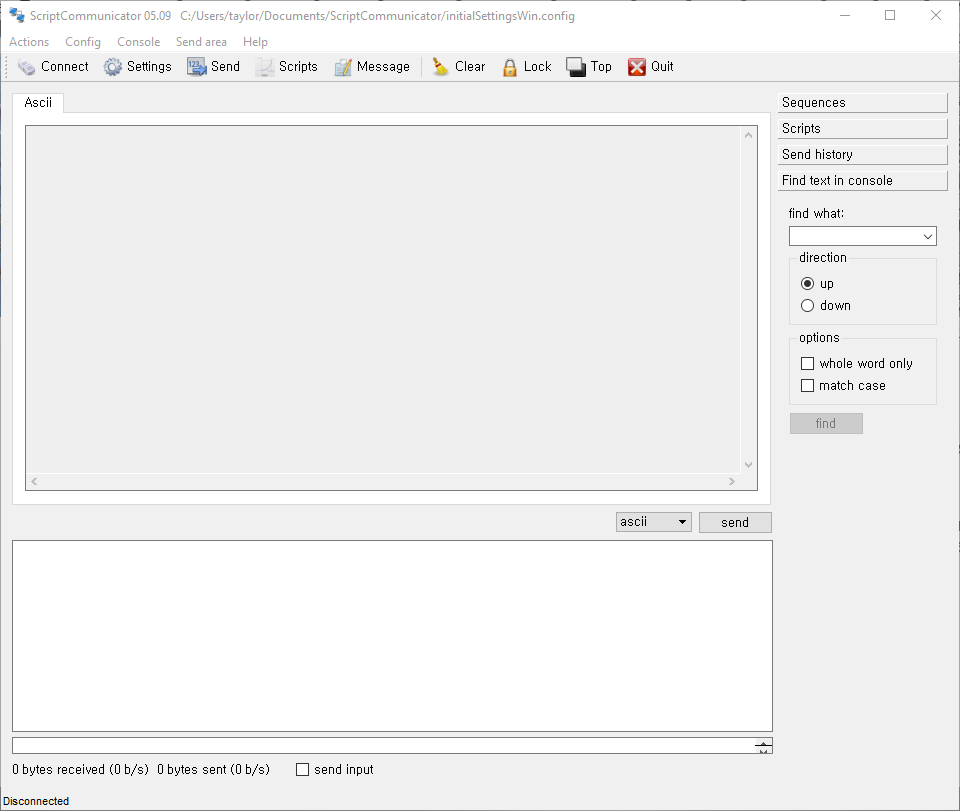 ScriptCommunicator 05.09 C:/Users/taylor/Documents/ScriptCommunicator/initialSettingsWin.config
Actions Config Console Send area Help
Connect Settings Send Scripts Message Clear Lock Top Quit
Ascii
Sequences
Scripts
Send history
Find text in console
find what:
direction
up
down
options
whole word only
match case
find
ascii send
0 bytes received (0 b/s) 0 bytes sent (0 b/s) send input
Disconnected